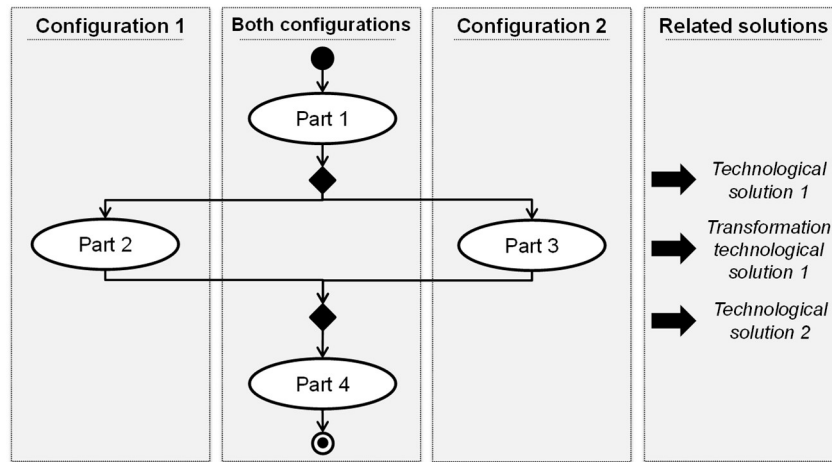 Configuration 1
Both configurations
Configuration 2
Related solutions
Part 1
Technological
solution 1
Part 2
Part 3
Transformation
technological
solution 1
Technological
solution 2
Part 4